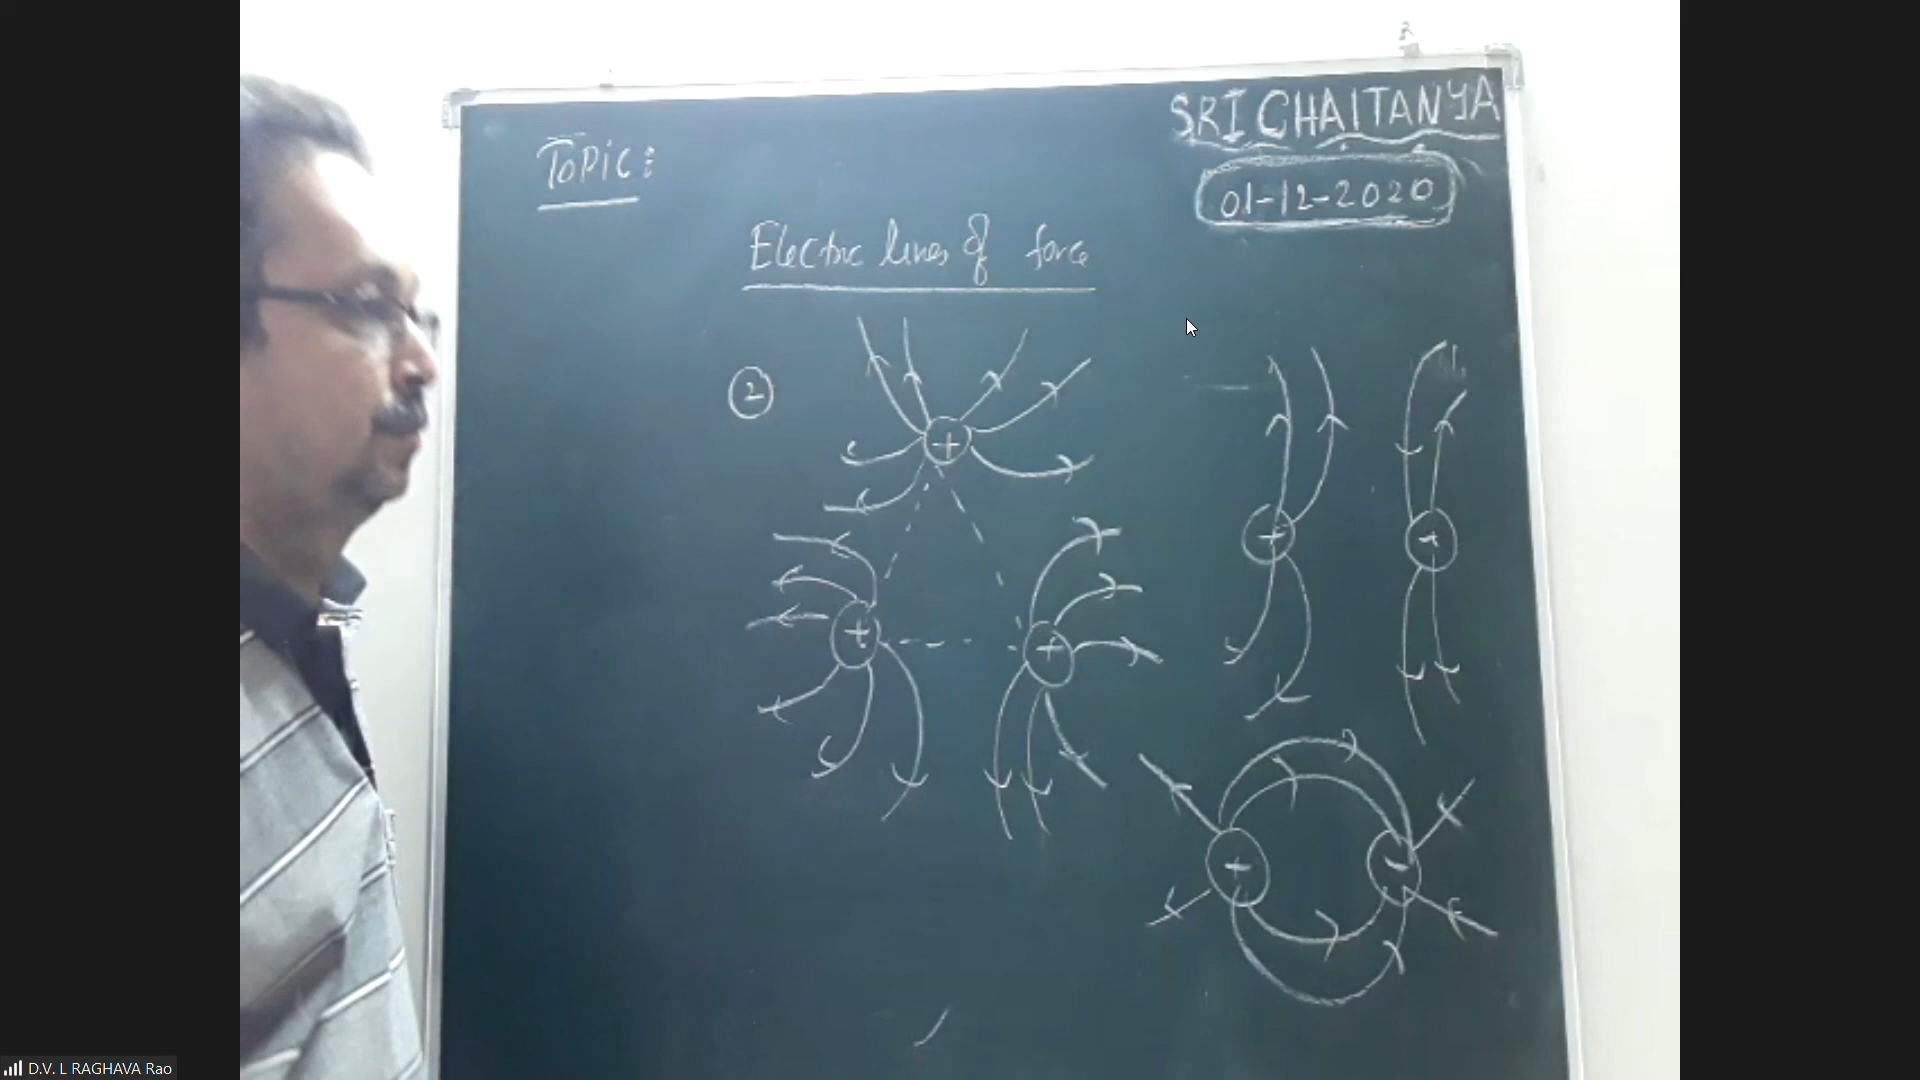 SRI CHAITANYA
TOPIC:
01-12-2020
Electric lines of force
2
+
+
+
+
+
+
-
D.V. L RAGHAVA Rao